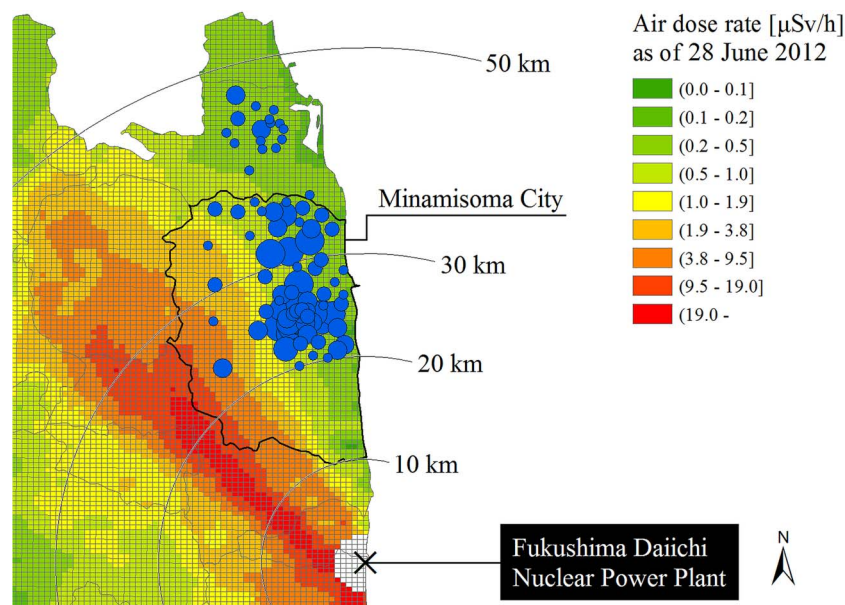 Air dose rate [μSv/h]
as of 28 June 2012
(0.0 - 0.1]
(0.1 - 0.2]
(0.2 - 0.5]
(0.5 - 1.0]
(1.0 - 1.9]
(1.9 - 3.8]
(3.8 - 9.5]
(9.5 - 19.0]
(19.0 -
50 km
Minamisoma City
30 km
20 km
10 km
Fukushima Daiichi
Nuclear Power Plant
N